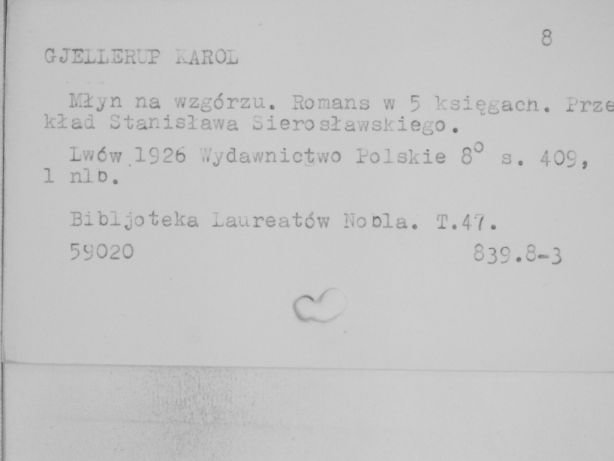 8
GJELLERUP KAROL
Młyn na wzgórzu. Romans w 5 księgach. Prze
kład Stanisława Sierosławskiego.
Lwów 1926 Wydawnictwo Polskie 8° s. 409,
1 nlb.
Bibljoteka Laureatów Nobla. T.47.
59020 839.8-3